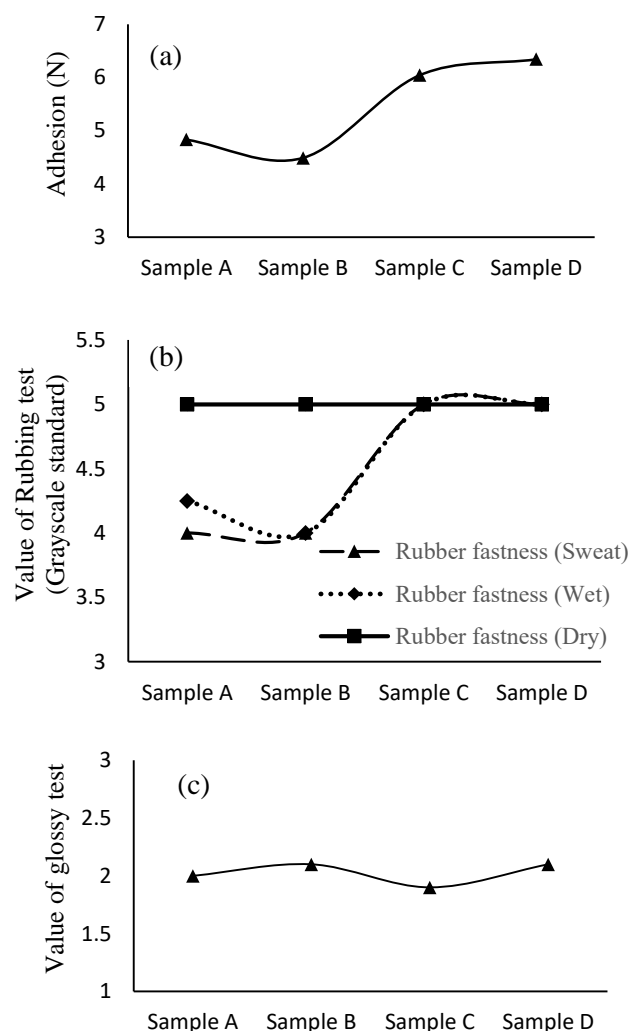 (a)
Adhesion (N)
7
6
5
4
3
Sample A Sample B Sample C Sample D
(b)
Value of Rubbing test
(Grayscale standard)
5.5
5
4.5
4
3.5
3
Rubber fastness (Sweat)
Rubber fastness (Wet)
Rubber fastness (Dry)
Sample A Sample B Sample C Sample D
(c)
Value of glossy test
3
2.5
2
1.5
1
Sample A Sample B Sample C Sample D